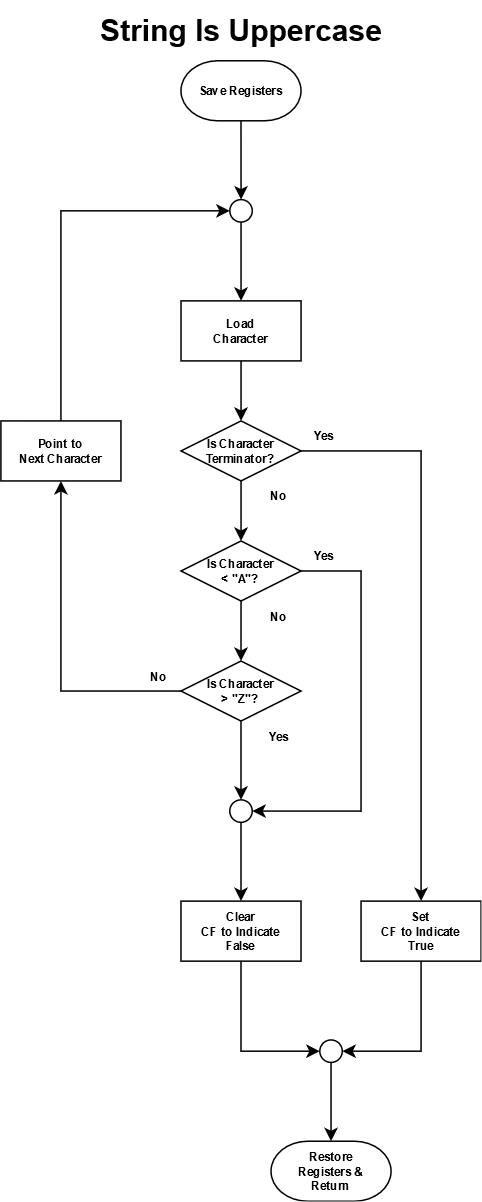 String Is Uppercase
Save Registers
Load
Character
Point to
Next Character
Is Character
Terminator?
Yes
No
Is Character
< "A"?
Yes
No
Is Character
> "Z"?
No
Yes
Clear
CF to Indicate
False
Set
CF to Indicate
True
Restore
Registers &
Return